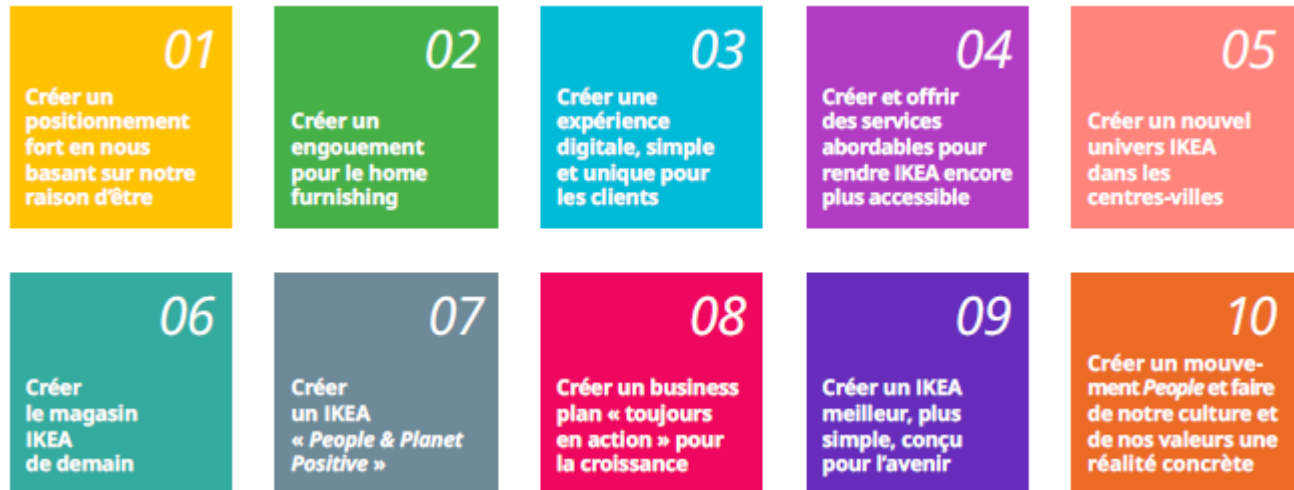 01
Créer un
positionnement
fort en nous
basant sur notre
raison d’être
02
Créer un
engouement
pour le home
furnishing
03
Créer une
expérience
digitale, simple
et unique pour
les clients
04
Créer et offrir
des services
abordables pour
rendre IKEA encore
plus accessible
05
Créer un nouvel
univers IKEA
dans les
centres-villes
06
Créer
le magasin
IKEA
de demain
07
Créer
un IKEA
« People & Planet
Positive »
08
Créer un business
plan « toujours
en action » pour
la croissance
09
Créer un IKEA
meilleur, plus
simple, conçu
pour l’avenir
10
Créer un mouve-
ment People et faire
de notre culture et
de nos valeurs une
réalité concrète